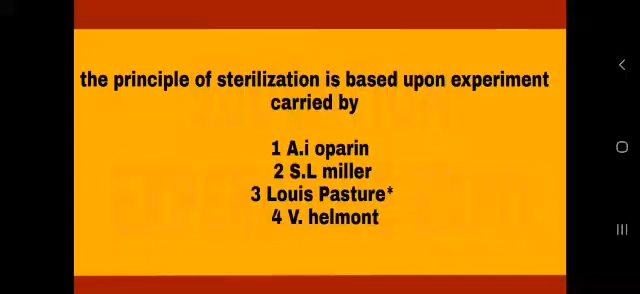 the principle of sterilization is based upon experiment
carried by
1 A.i oparin
2 S.L miller
3 Louis Pasture*
4 V. helmont